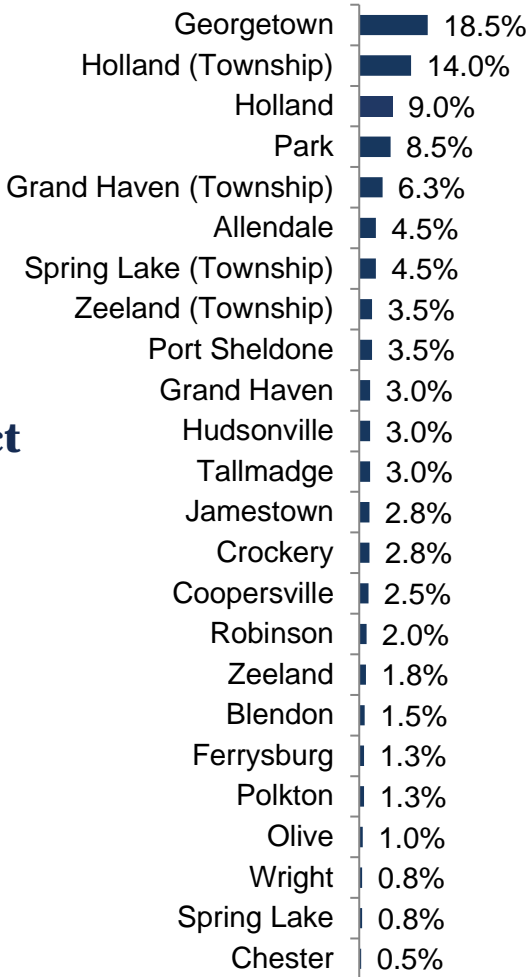 Georgetown 18.5%
Holland (Township) 14.0%
Holland 9.0%
Park 8.5%
Grand Haven (Township) 6.3%
Allendale 4.5%
Spring Lake (Township) 4.5%
Zeeland (Township) 3.5%
Port Sheldone 3.5%
Grand Haven 3.0%
Hudsonville 3.0%
Tallmadge 3.0%
Jamestown 2.8%
Crockery 2.8%
Coopersville 2.5%
Robinson 2.0%
Zeeland 1.8%
Blendon 1.5%
Ferrysburg 1.3%
Polkton 1.3%
Olive 1.0%
Wright 0.8%
Spring Lake 0.8%
Chester 0.5%